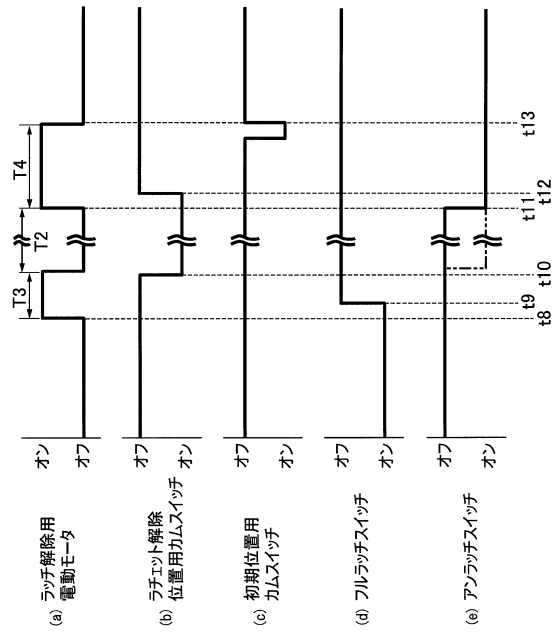 T3
T2
T4
(a) ラッチ解除用
電動モータ
オン
オフ
(b) ラチェット解除
位置用カムスイッチ
オフ
オン
(c) 初期位置用
カムスイッチ
オフ
オン
(d) フルラッチスイッチ
オフ
オン
(e) アンラッチスイッチ
オフ
オン
t8
t9
t10
t11
t12
t13